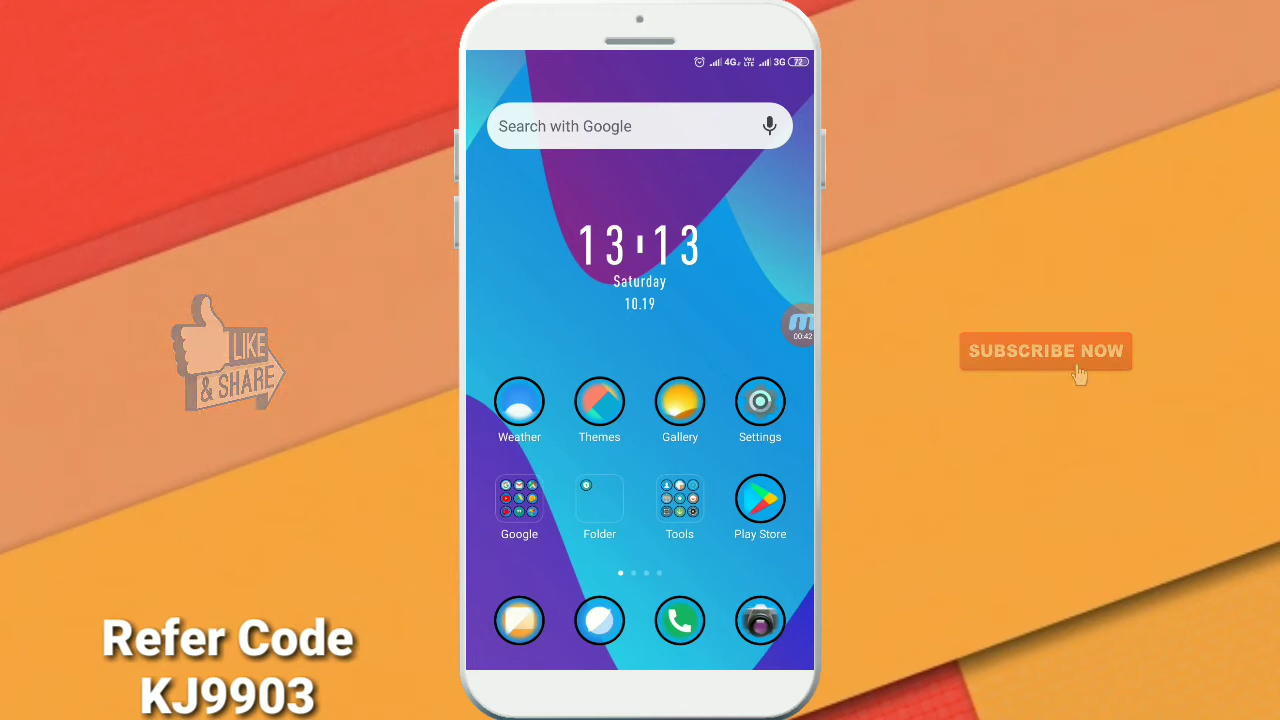 4G VoLTE 3G 72
Search with Google
13 13
Saturday
10.19
00:42
LIKE
& SHARE
SUBSCRIBE NOW
Weather Themes Gallery Settings
Google Folder Tools Play Store
Refer Code
KJ9903